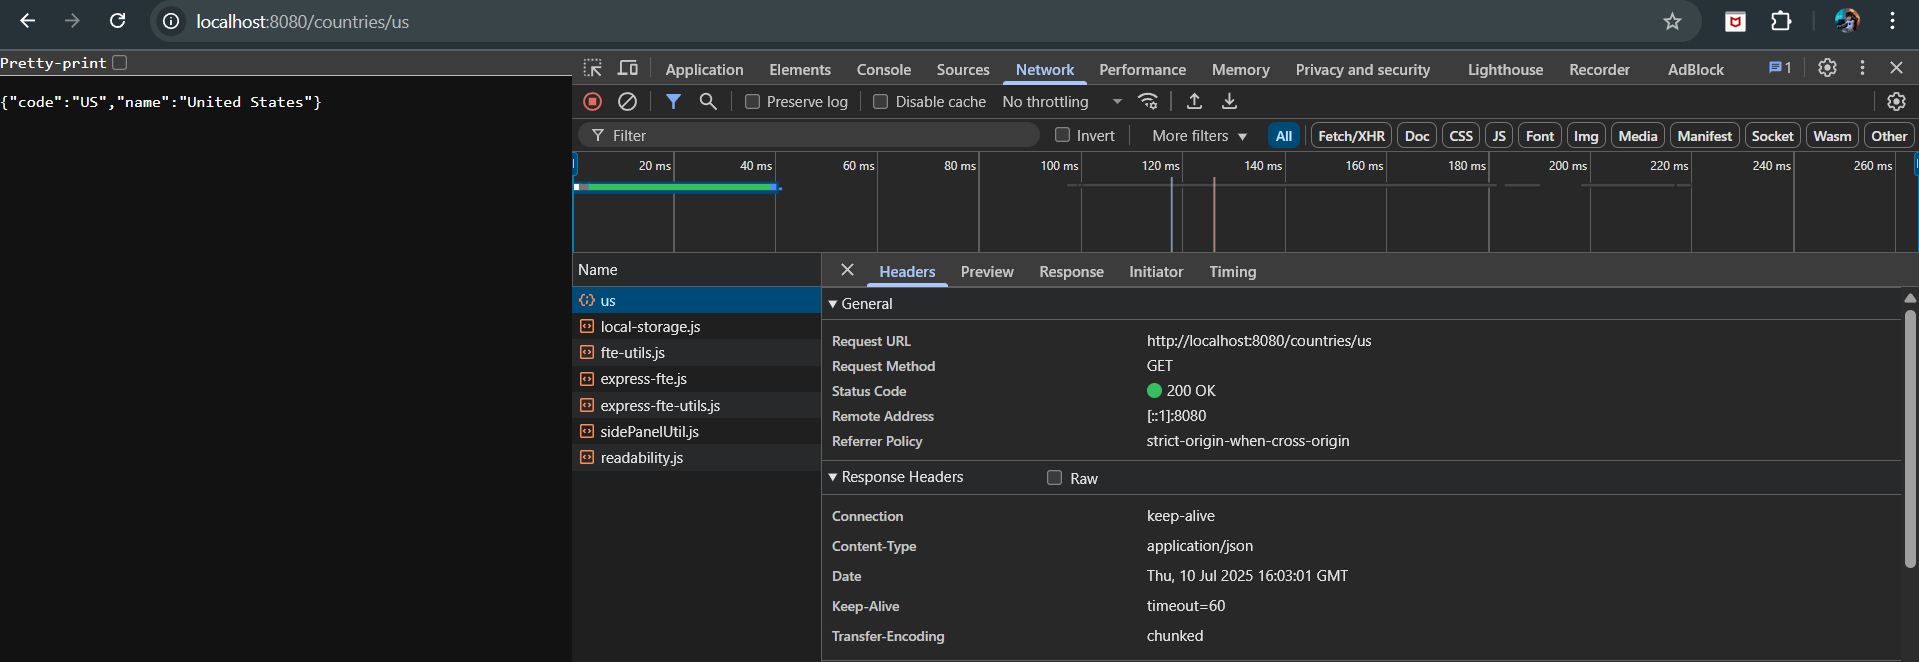 localhost:8080/countries/us
Pretty-print
{"code":"US","name":"United States"}
Application Elements Console Sources Network Performance Memory Privacy and security Lighthouse Recorder AdBlock 1
Preserve log Disable cache No throttling
Filter Invert More filters All Fetch/XHR Doc CSS JS Font Img Media Manifest Socket Wasm Other
20 ms 40 ms 60 ms 80 ms 100 ms 120 ms 140 ms 160 ms 180 ms 200 ms 220 ms 240 ms 260 ms
Name
us
local-storage.js
fte-utils.js
express-fte.js
express-fte-utils.js
sidePanelUtil.js
readability.js
Headers Preview Response Initiator Timing
General
Request URL http://localhost:8080/countries/us
Request Method GET
Status Code 200 OK
Remote Address [::1]:8080
Referrer Policy strict-origin-when-cross-origin
Response Headers Raw
Connection keep-alive
Content-Type application/json
Date Thu, 10 Jul 2025 16:03:01 GMT
Keep-Alive timeout=60
Transfer-Encoding chunked